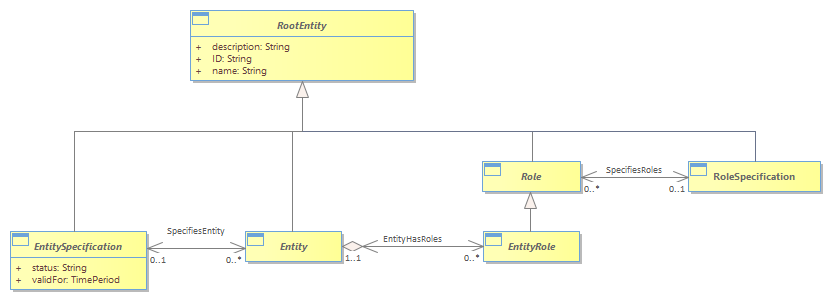 RootEntity
+ description: String
+ ID: String
+ name: String
Role
SpecifiesRoles
0..*
0..1
RoleSpecification
EntitySpecification
+ status: String
+ validFor: TimePeriod
SpecifiesEntity
0..1
0..*
Entity
EntityHasRoles
1..1
0..*
EntityRole